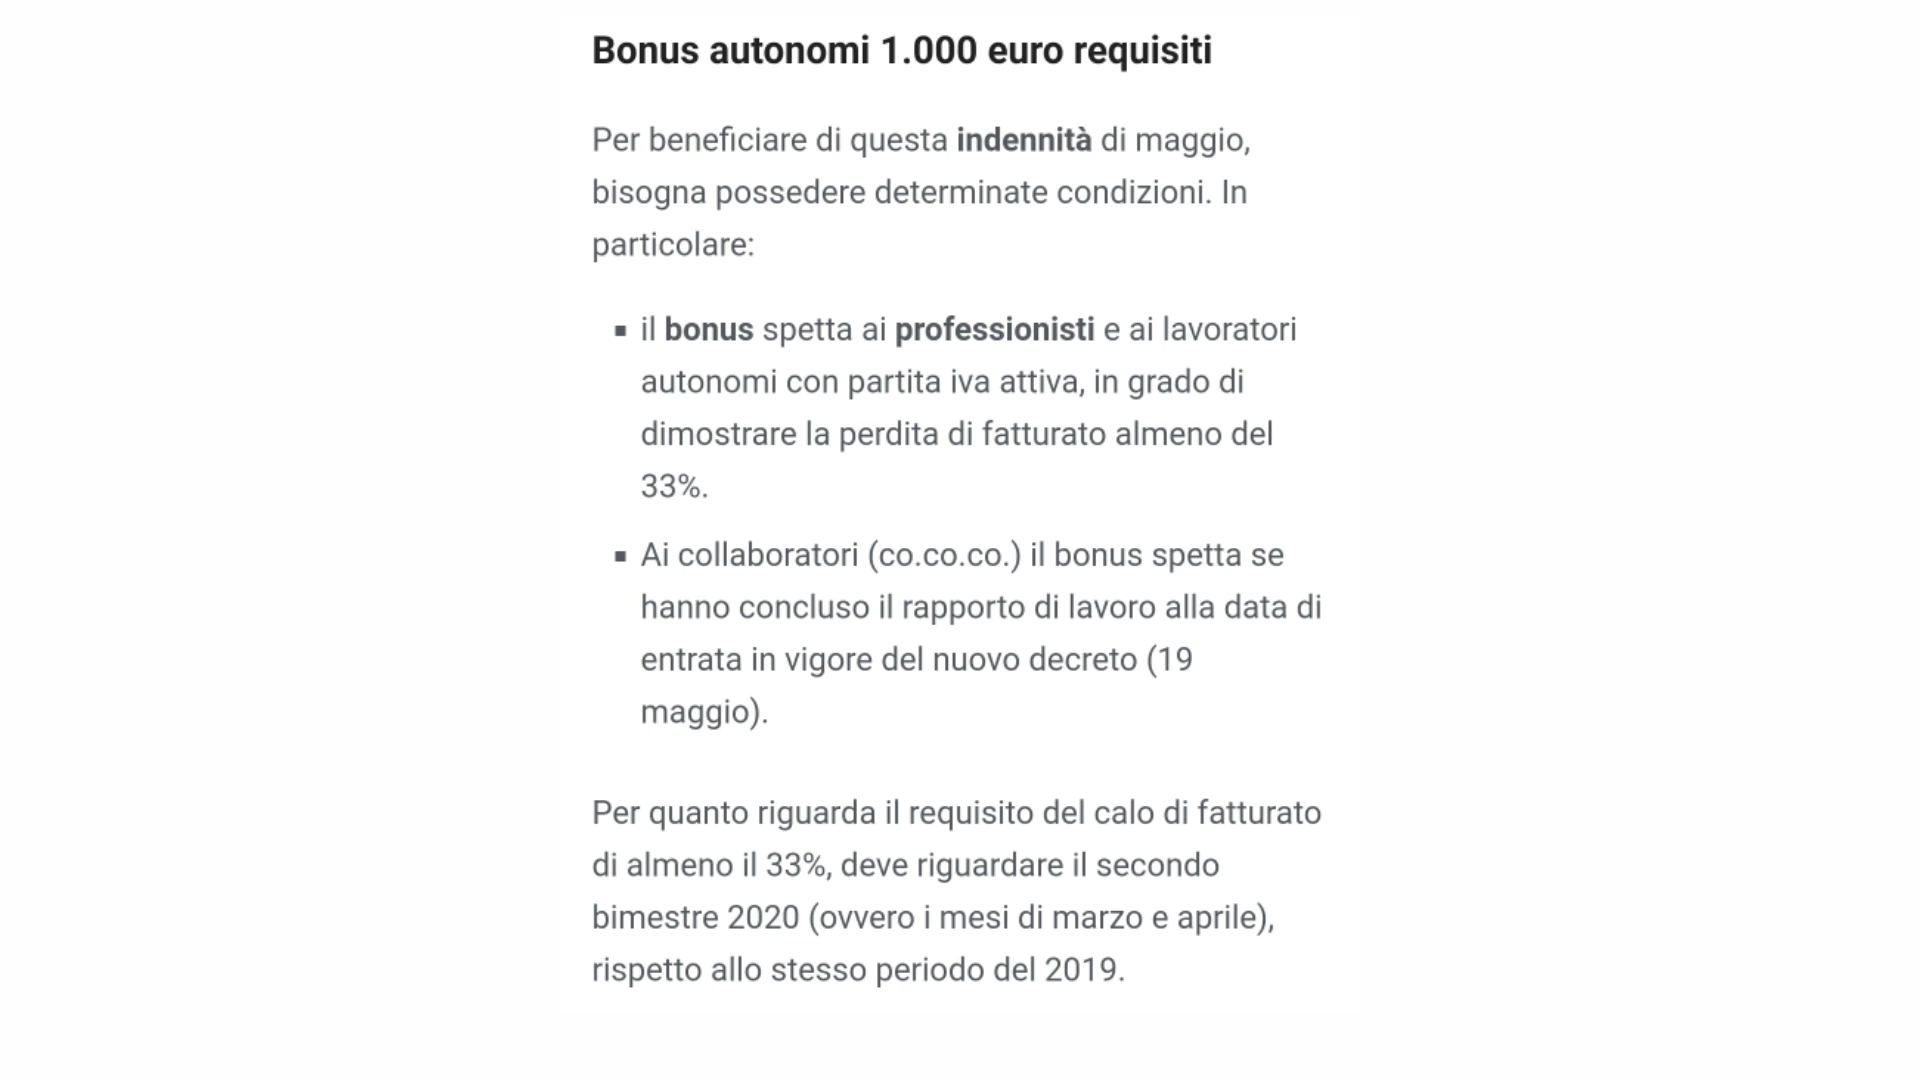 Bonus autonomi 1.000 euro requisiti
Per beneficiare di questa indennità di maggio,
bisogna possedere determinate condizioni. In
particolare:
▪ il bonus spetta ai professionisti e ai lavoratori
autonomi con partita iva attiva, in grado di
dimostrare la perdita di fatturato almeno del
33%.
▪ Ai collaboratori (co.co.co.) il bonus spetta se
hanno concluso il rapporto di lavoro alla data di
entrata in vigore del nuovo decreto (19
maggio).
Per quanto riguarda il requisito del calo di fatturato
di almeno il 33%, deve riguardare il secondo
bimestre 2020 (ovvero i mesi di marzo e aprile),
rispetto allo stesso periodo del 2019.